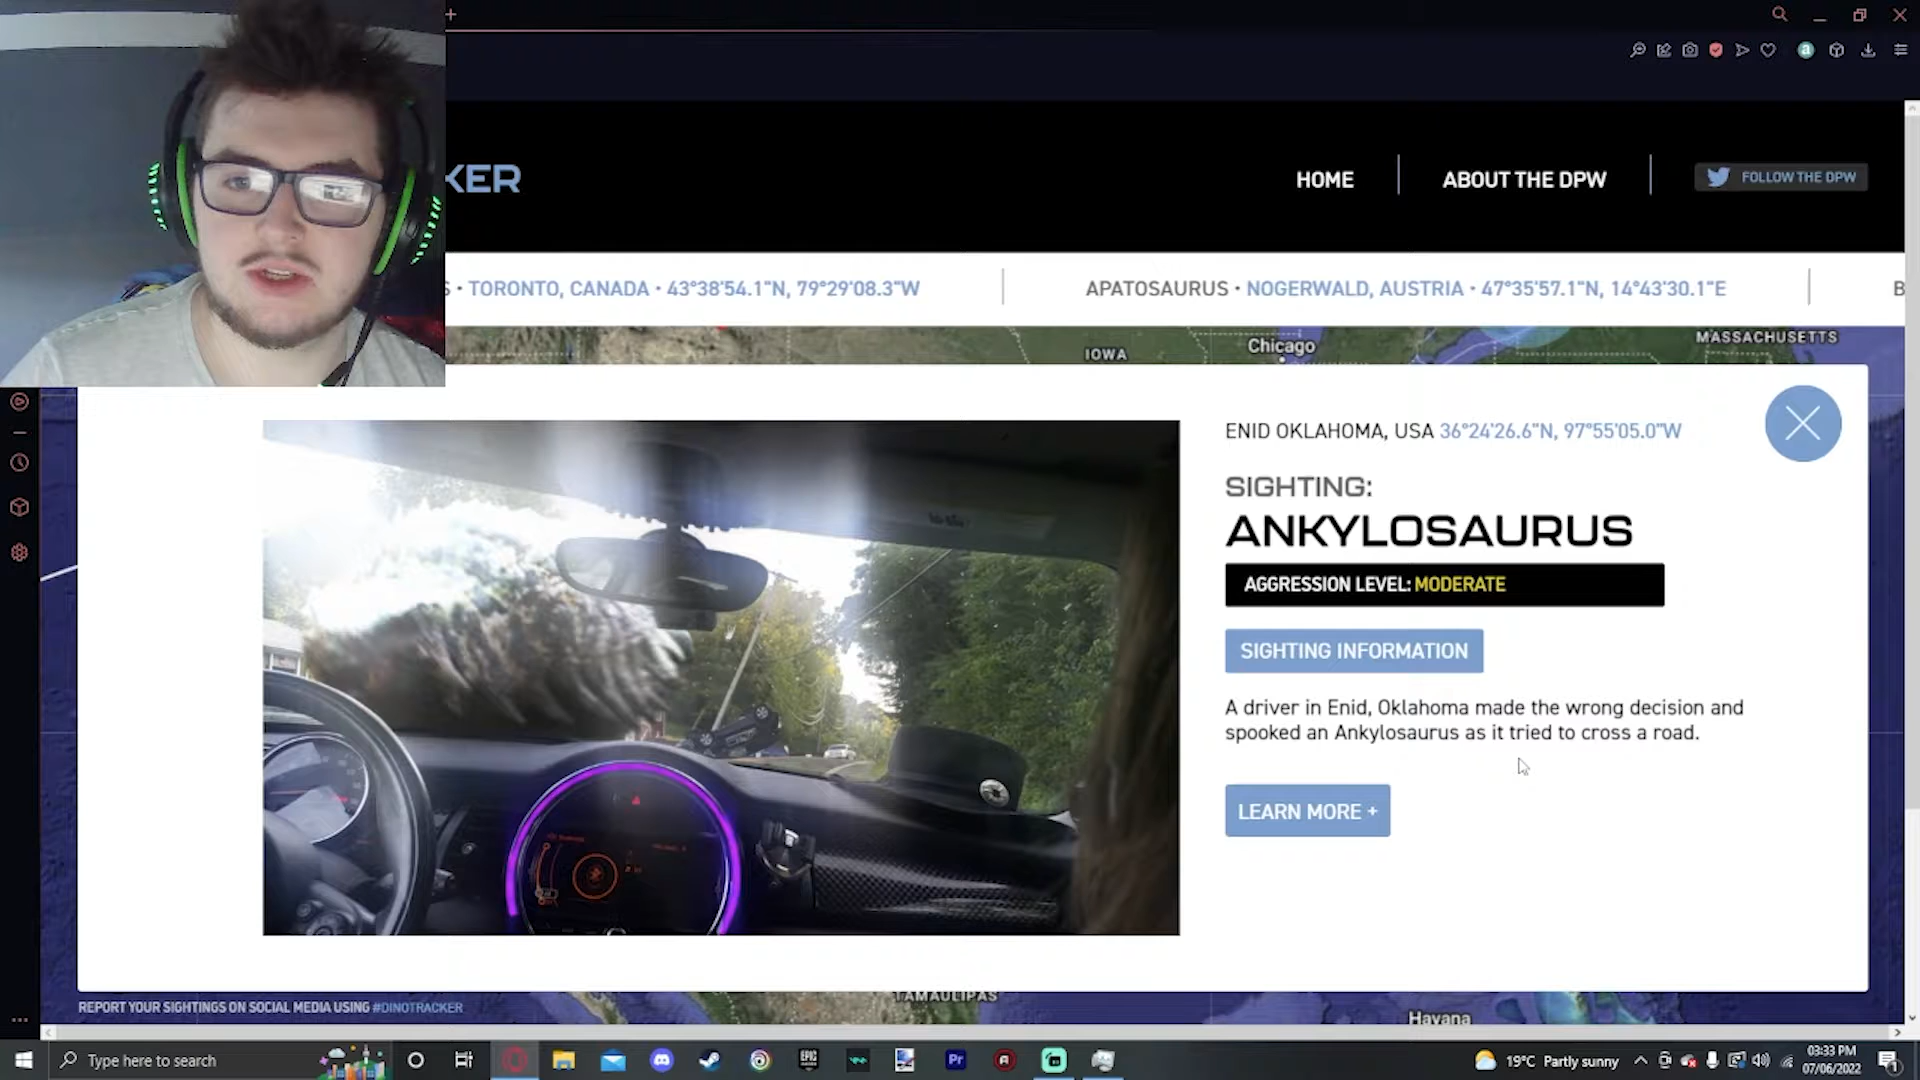 KER
HOME
ABOUT THE DPW
FOLLOW THE DPW
S • TORONTO, CANADA • 43°38'54.1"N, 79°29'08.3"W
APATOSAURUS • NOGERWALD, AUSTRIA • 47°35'57.1"N, 14°43'30.1"E
B
IOWA
Chicago
MASSACHUSETTS
ENID OKLAHOMA, USA 36°24'26.6"N, 97°55'05.0"W
SIGHTING:
ANKYLOSAURUS
AGGRESSION LEVEL: MODERATE
SIGHTING INFORMATION
A driver in Enid, Oklahoma made the wrong decision and
spooked an Ankylosaurus as it tried to cross a road.
LEARN MORE +
TAMAULIPAS
Havana
REPORT YOUR SIGHTINGS ON SOCIAL MEDIA USING #DINOTRACKER
Type here to search
EPIC
Pr
19°C Partly sunny
03:33 PM
07/06/2022
1